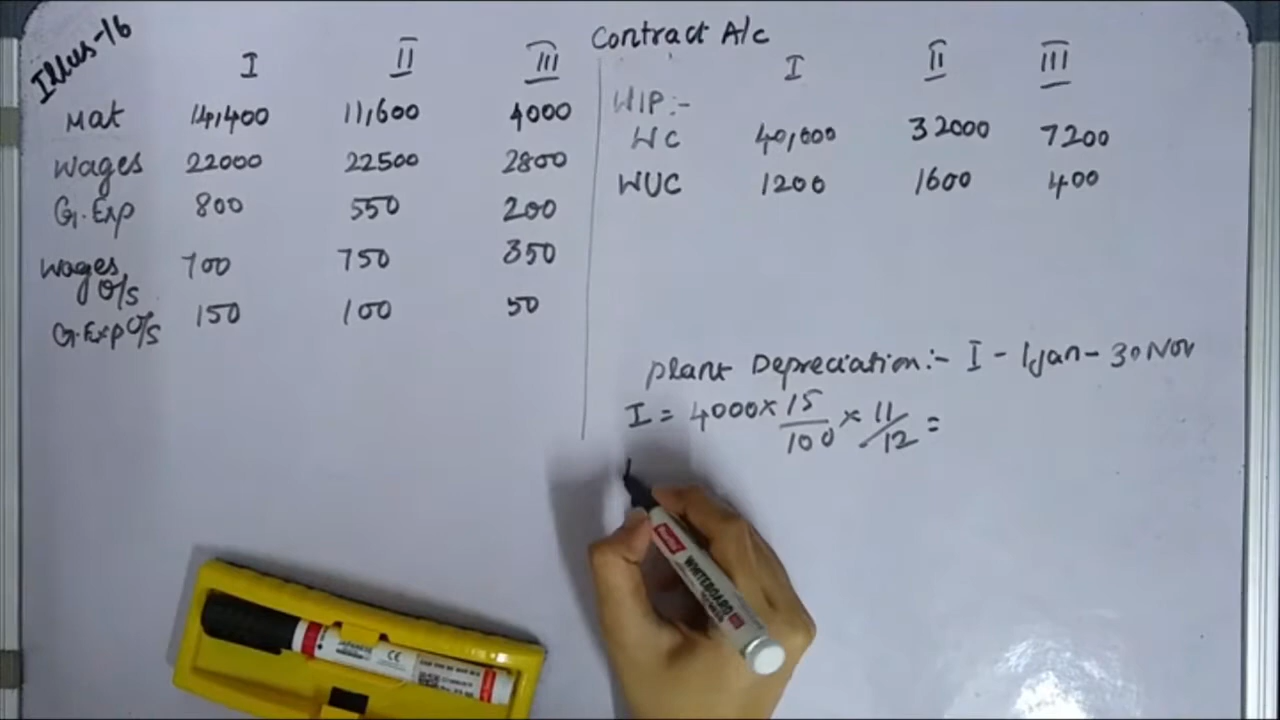 Illus-16
Contract A/c
I II III
Mat 14,400 11,600 4000
Wages 22000 22500 2800
G.Exp 800 550 200
Wages O/s 700 750 350
G.Exp O/s 150 100 50
I II III
WIP:-
WC 40,000 32000 7200
WUC 1200 1600 400
Plant Depreciation:- I - 1 Jan - 30 Nov
I = 4000 × 15/100 × 11/12 =
WHITEBOARD
CE